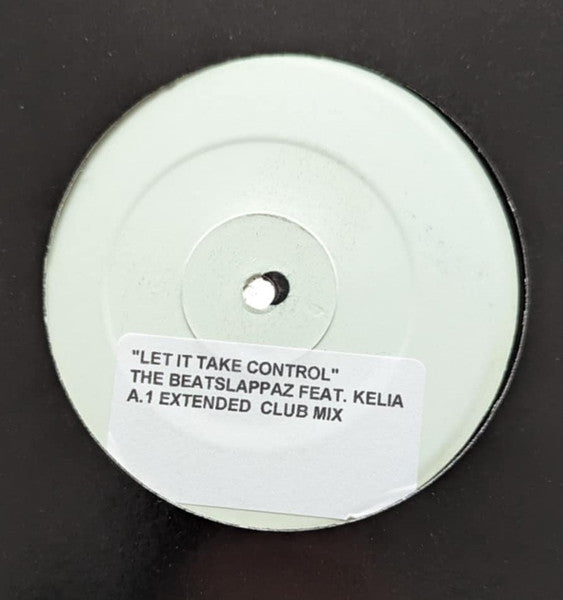 "LET IT TAKE CONTROL"
THE BEATSLAPPAZ FEAT. KELIA
A.1 EXTENDED CLUB MIX